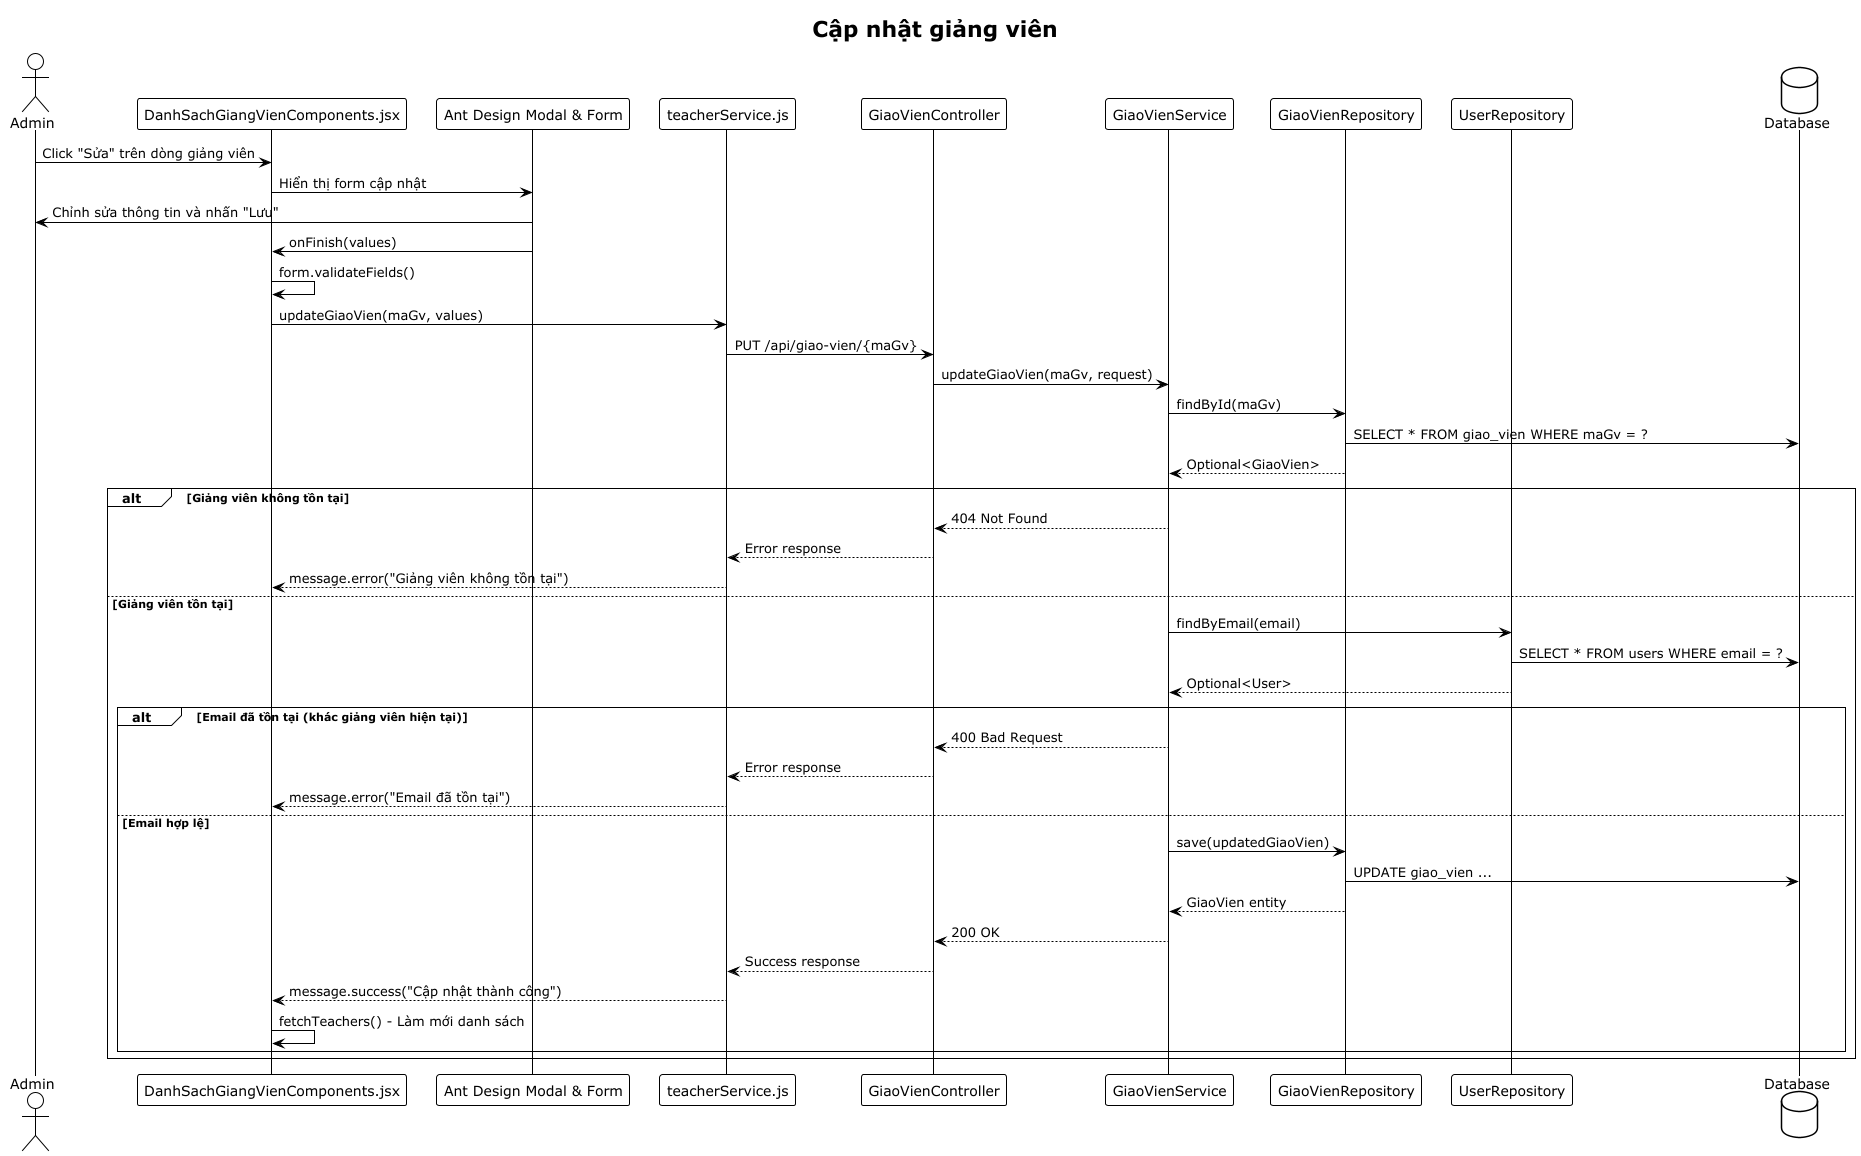 Cập nhật giảng viên
Admin
DanhSachGiangVienComponents.jsx
Ant Design Modal & Form
teacherService.js
GiaoVienController
GiaoVienService
GiaoVienRepository
UserRepository
Database
Click "Sửa" trên dòng giảng viên
Hiển thị form cập nhật
Chỉnh sửa thông tin và nhấn "Lưu"
onFinish(values)
form.validateFields()
updateGiaoVien(maGv, values)
PUT /api/giao-vien/{maGv}
updateGiaoVien(maGv, request)
findById(maGv)
SELECT * FROM giao_vien WHERE maGv = ?
Optional<GiaoVien>
alt [Giảng viên không tồn tại]
404 Not Found
Error response
message.error("Giảng viên không tồn tại")
[Giảng viên tồn tại]
findByEmail(email)
SELECT * FROM users WHERE email = ?
Optional<User>
alt [Email đã tồn tại (khác giảng viên hiện tại)]
400 Bad Request
Error response
message.error("Email đã tồn tại")
[Email hợp lệ]
save(updatedGiaoVien)
UPDATE giao_vien ...
GiaoVien entity
200 OK
Success response
message.success("Cập nhật thành công")
fetchTeachers() - Làm mới danh sách
Admin
DanhSachGiangVienComponents.jsx
Ant Design Modal & Form
teacherService.js
GiaoVienController
GiaoVienService
GiaoVienRepository
UserRepository
Database